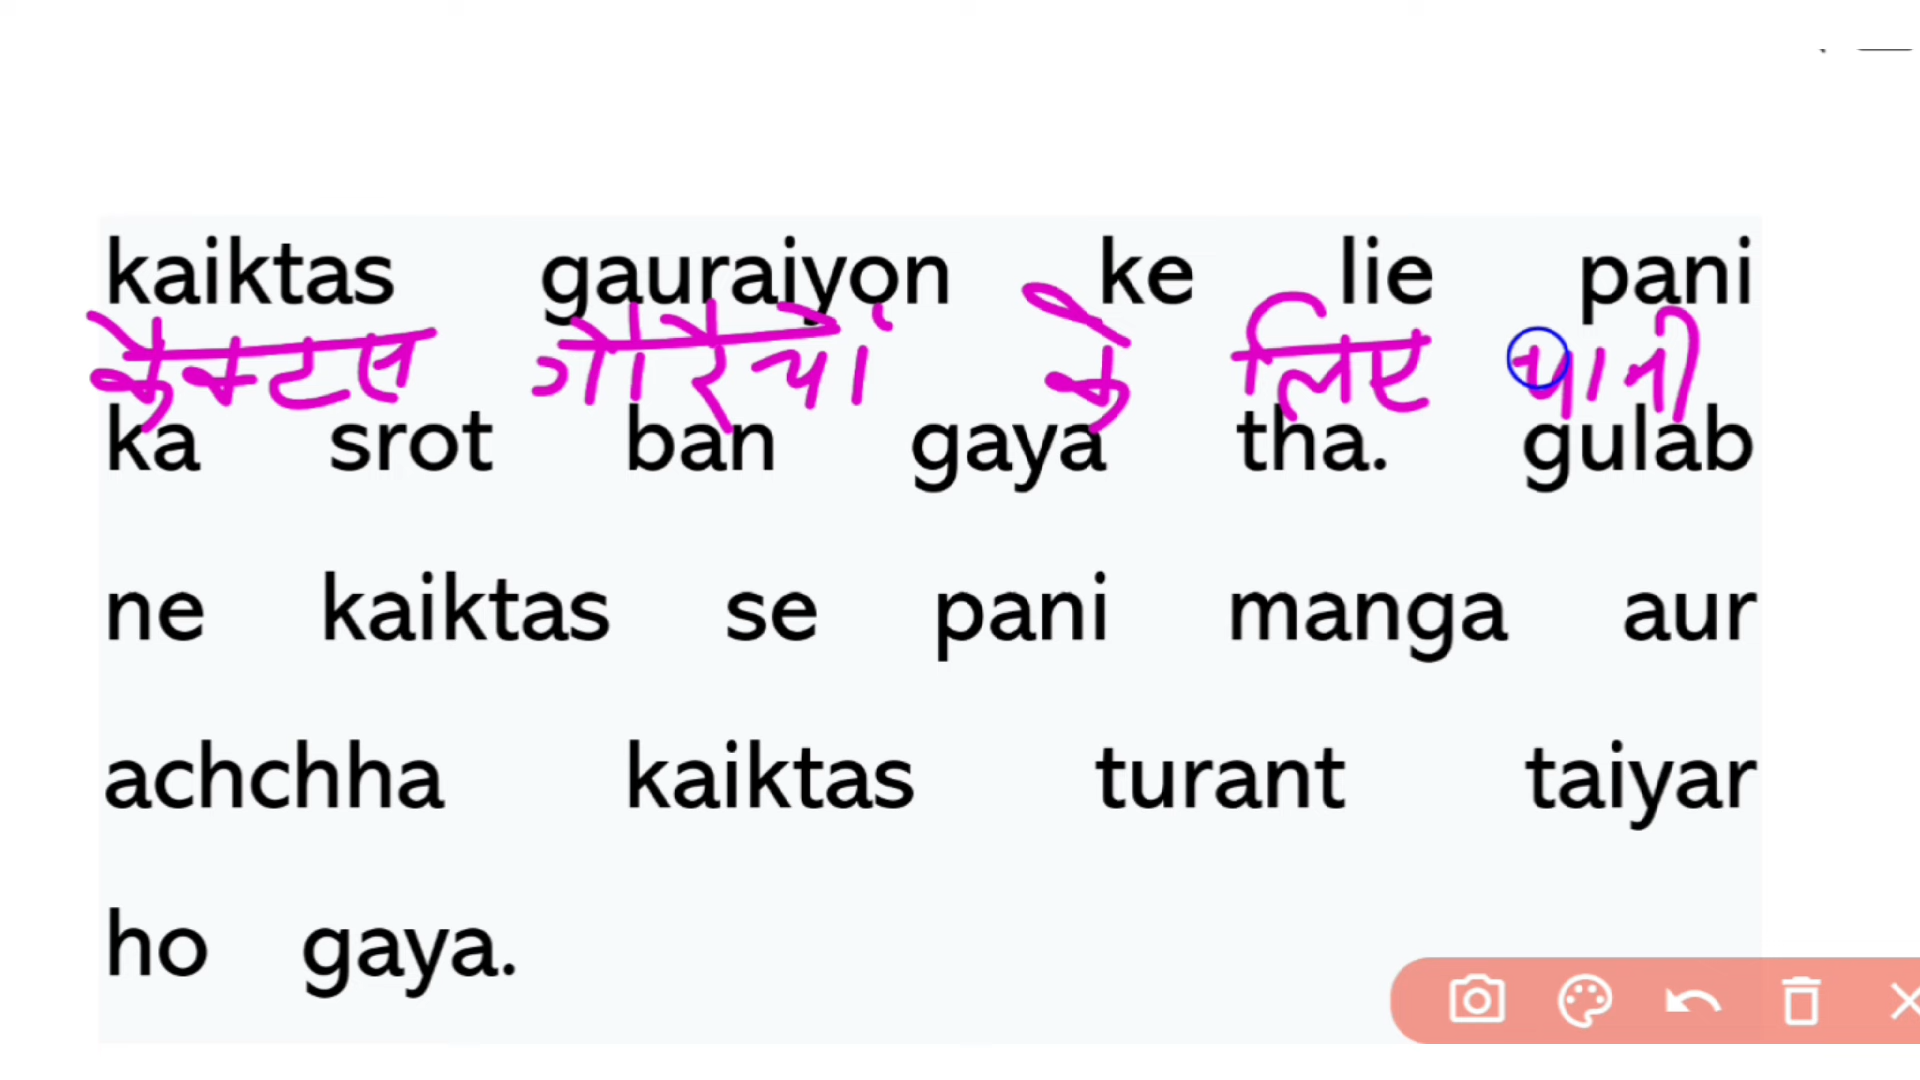 kaiktas gauraiyon ke lie pani
कैक्टस गौरैयों के लिए पानी
ka srot ban gaya tha. gulab
ne kaiktas se pani manga aur
achchha kaiktas turant taiyar
ho gaya.